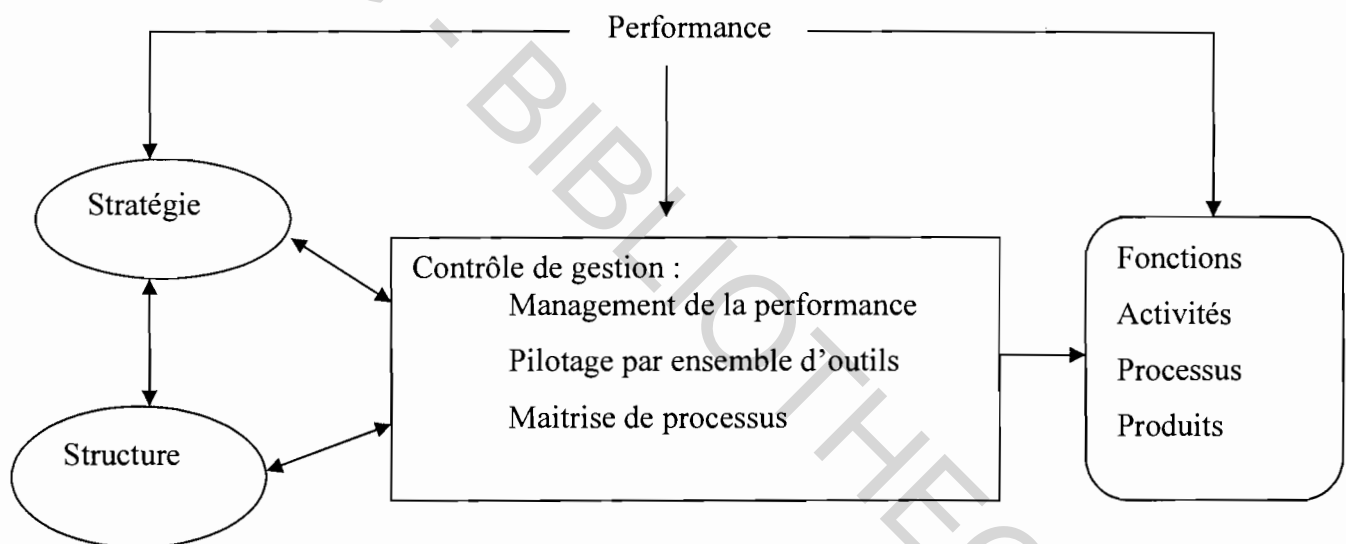 Performance
Stratégie
Contrôle de gestion :
Management de la performance
Pilotage par ensemble d'outils
Maitrise de processus
Fonctions
Activités
Processus
Produits
Structure
- BIBLIOTHEQ